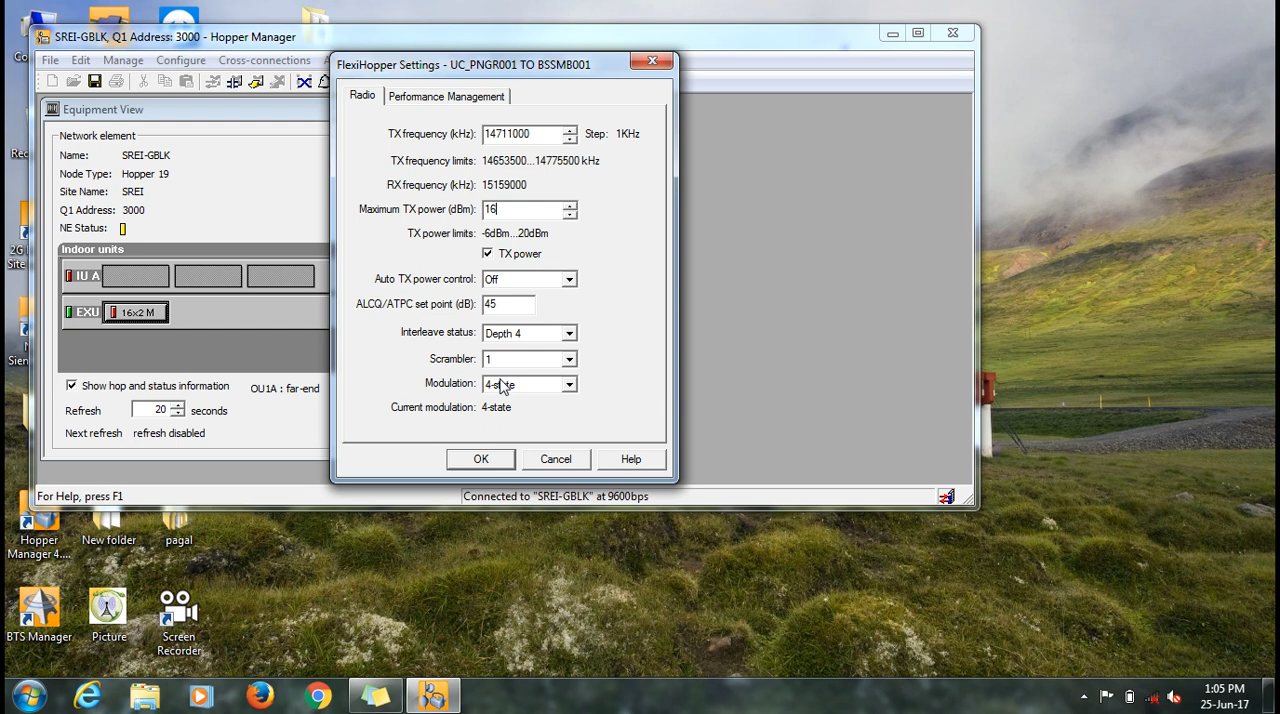 SREI-GBLK, Q1 Address: 3000 - Hopper Manager
File Edit Manage Configure Cross-connections
Equipment View
Network element
Name: SREI-GBLK
Node Type: Hopper 19
Site Name: SREI
Q1 Address: 3000
NE Status:
Indoor units
IU A
EXU 16x2 M
Show hop and status information
OU1A : far-end
Refresh 20 seconds
Next refresh refresh disabled
For Help, press F1
Connected to "SREI-GBLK" at 9600bps
FlexiHopper Settings - UC_PNGR001 TO BSSMB001
Radio Performance Management
TX frequency (kHz): 14711000 Step: 1KHz
TX frequency limits: 14653500...14775500 kHz
RX frequency (kHz): 15159000
Maximum TX power (dBm): 16
TX power limits: -6dBm...20dBm
TX power
Auto TX power control: Off
ALCQ/ATPC set point (dB): 45
Interleave status: Depth 4
Scrambler: 1
Modulation:
Current modulation: 4-state
OK Cancel Help
Hopper
Manager 4....
New folder
pagal
BTS Manager
Picture
Screen
Recorder
1:05 PM
25-Jun-17